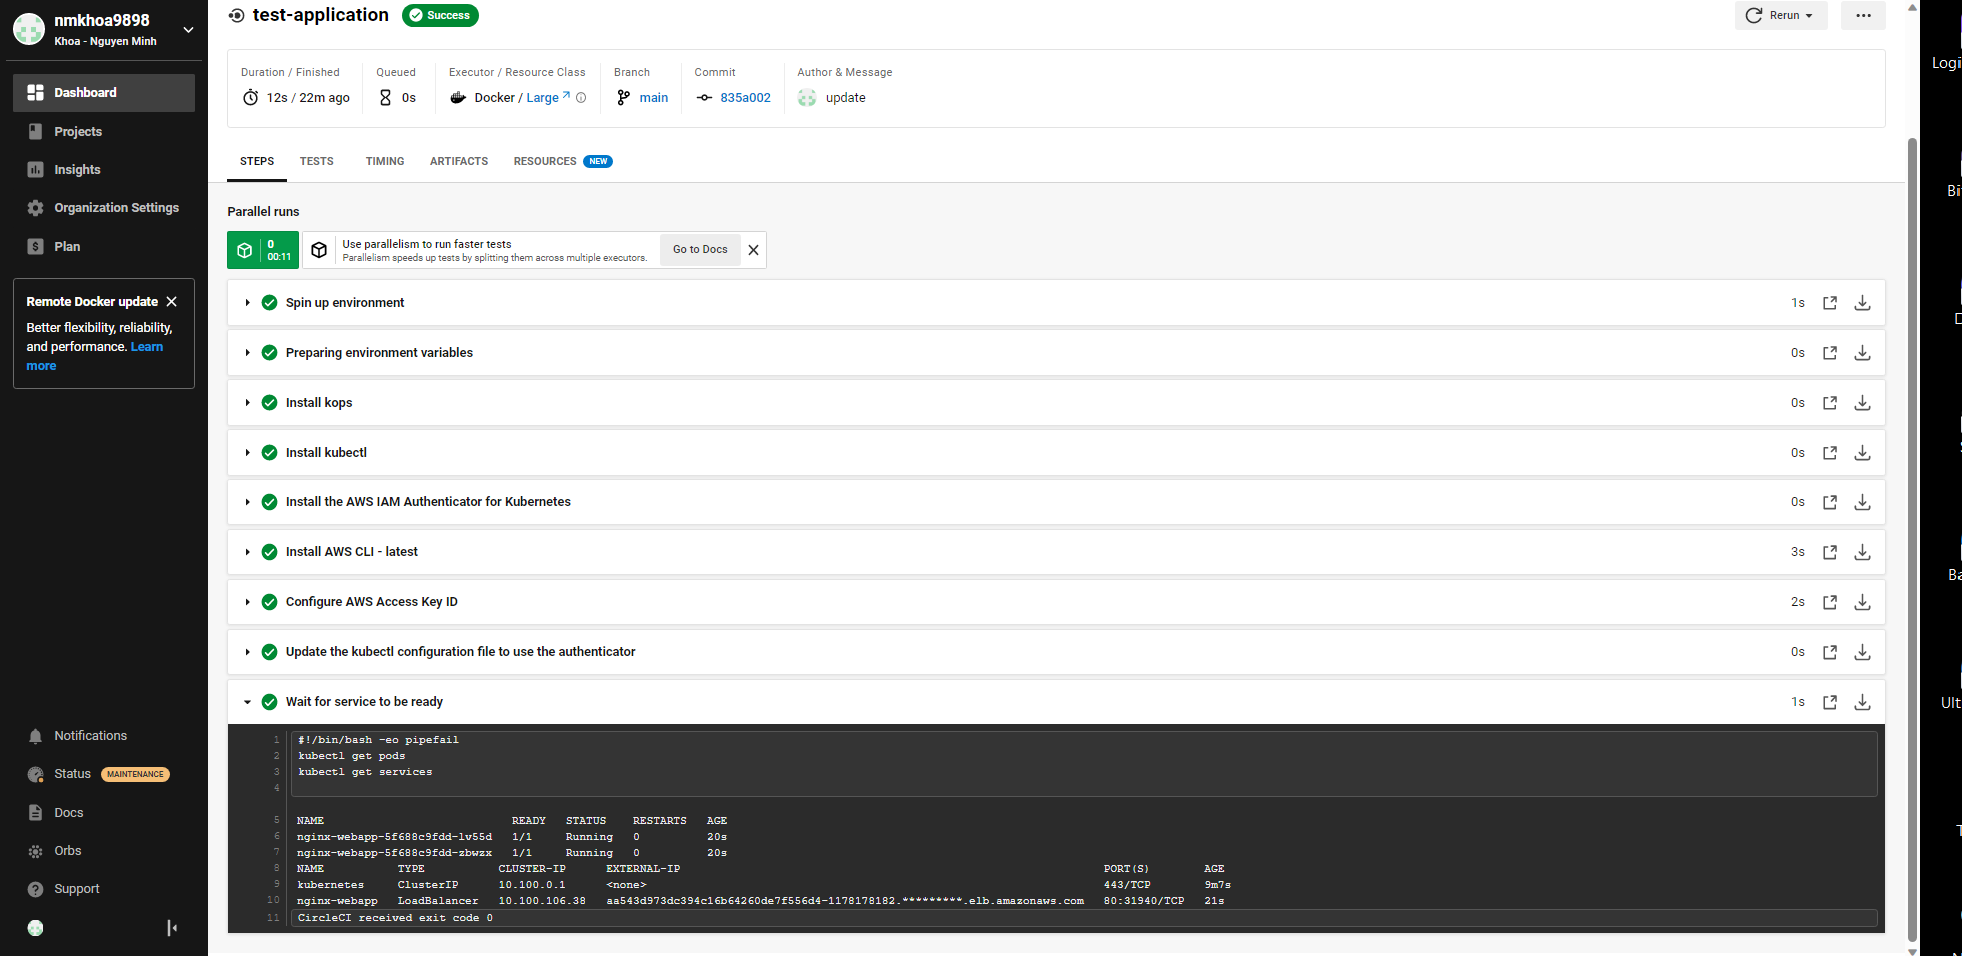 nmkhoa9898
Khoa - Nguyen Minh
Dashboard
Projects
Insights
Organization Settings
Plan
Remote Docker update
Better flexibility, reliability,
and performance. Learn
more
Notifications
Status MAINTENANCE
Docs
Orbs
Support
test-application Success
Rerun
Duration / Finished
12s / 22m ago
Queued
0s
Executor / Resource Class
Docker / Large
Branch
main
Commit
835a002
Author & Message
update
STEPS TESTS TIMING ARTIFACTS RESOURCES NEW
Parallel runs
0
00:11
Use parallelism to run faster tests
Parallelism speeds up tests by splitting them across multiple executors.
Go to Docs
Spin up environment 1s
Preparing environment variables 0s
Install kops 0s
Install kubectl 0s
Install the AWS IAM Authenticator for Kubernetes 0s
Install AWS CLI - latest 3s
Configure AWS Access Key ID 2s
Update the kubectl configuration file to use the authenticator 0s
Wait for service to be ready 1s
1 #!/bin/bash -eo pipefail
2 kubectl get pods
3 kubectl get services
4
5 NAME READY STATUS RESTARTS AGE
6 nginx-webapp-5f688c9fdd-lv55d 1/1 Running 0 20s
7 nginx-webapp-5f688c9fdd-zbwzx 1/1 Running 0 20s
8 NAME TYPE CLUSTER-IP EXTERNAL-IP PORT(S) AGE
9 kubernetes ClusterIP 10.100.0.1 <none> 443/TCP 9m7s
10 nginx-webapp LoadBalancer 10.100.106.38 aa543d973dc394c16b64260de7f556d4-1178178182.*********.elb.amazonaws.com 80:31940/TCP 21s
11 CircleCI received exit code 0
Logi
Ba
Ult